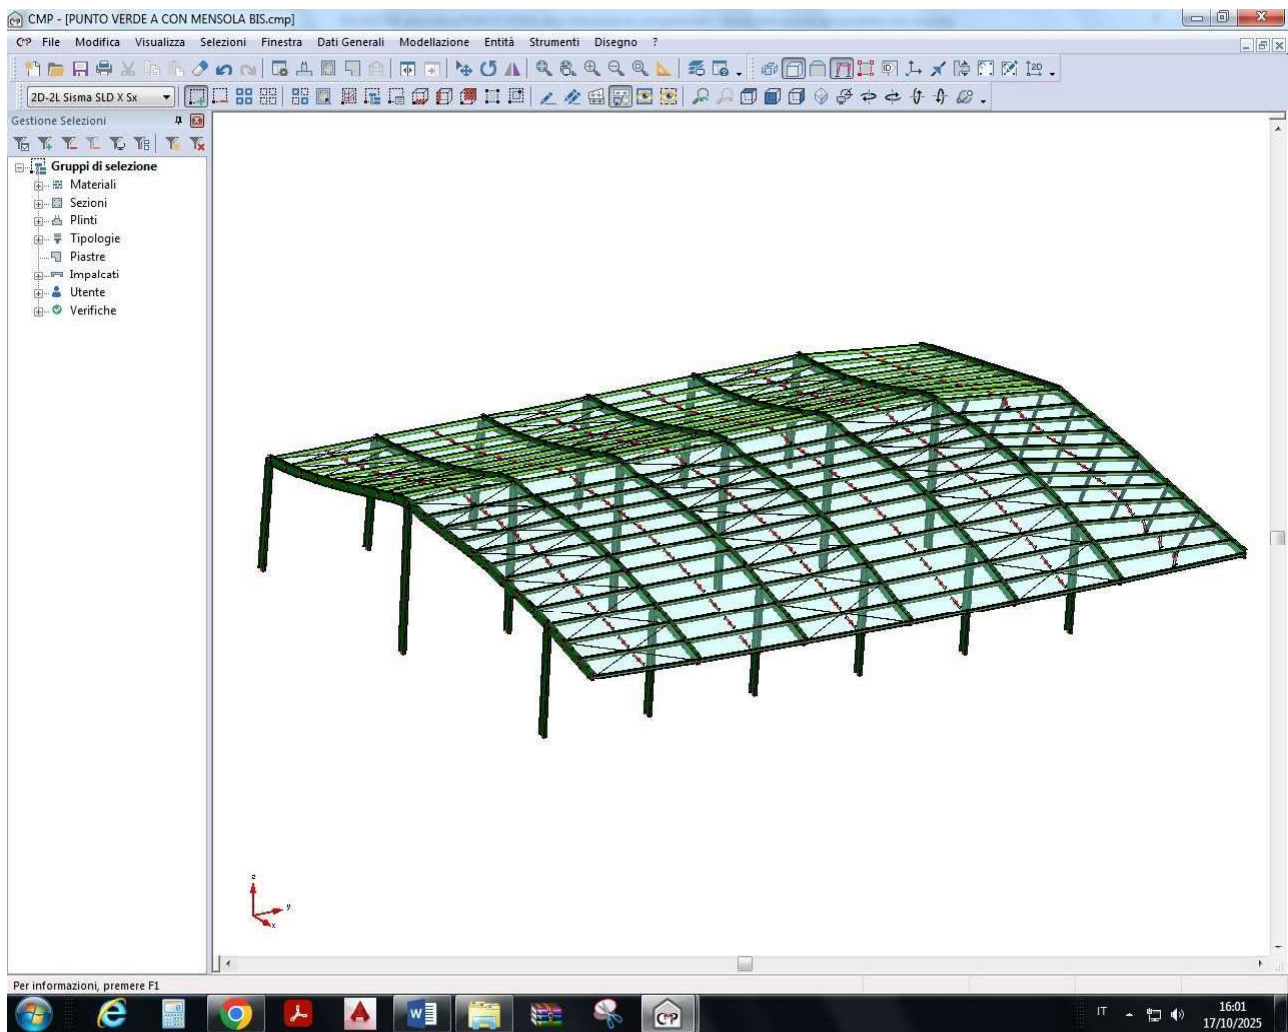 CMP - [PUNTO VERDE A CON MENSOLA BIS.cmp]
File Modifica Visualizza Selezioni Finestra Dati Generali Modellazione Entità Strumenti Disegno ?
2D
2D-2L Sisma SLD X Sx
Gestione Selezioni
Gruppi di selezione
Materiali
Sezioni
Plinti
Tipologie
Piastre
Impalcati
Utente
Verifiche
z
y
x
Per informazioni, premere F1
IT
16:01
17/10/2025